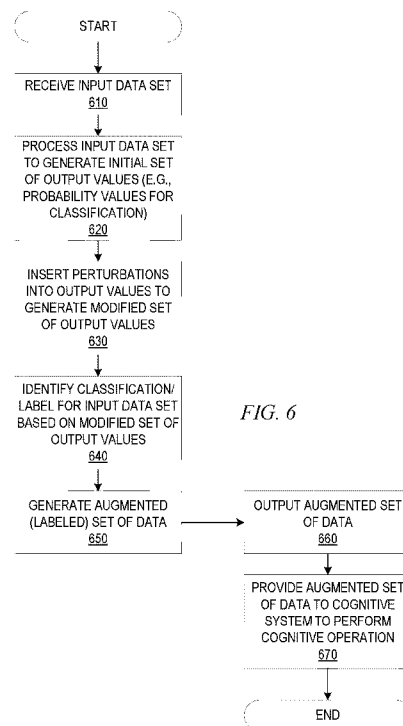 START
RECEIVE INPUT DATA SET
610
PROCESS INPUT DATA SET
TO GENERATE INITIAL SET
OF OUTPUT VALUES (E.G.,
PROBABILITY VALUES FOR
CLASSIFICATION)
620
INSERT PERTURBATIONS
INTO OUTPUT VALUES TO
GENERATE MODIFIED SET
OF OUTPUT VALUES
630
IDENTIFY CLASSIFICATION/
LABEL FOR INPUT DATA SET
BASED ON MODIFIED SET OF
OUTPUT VALUES
640
FIG. 6
GENERATE AUGMENTED
(LABELED) SET OF DATA
650
OUTPUT AUGMENTED SET
OF DATA
660
PROVIDE AUGMENTED SET
OF DATA TO COGNITIVE
SYSTEM TO PERFORM
COGNITIVE OPERATION
670
END